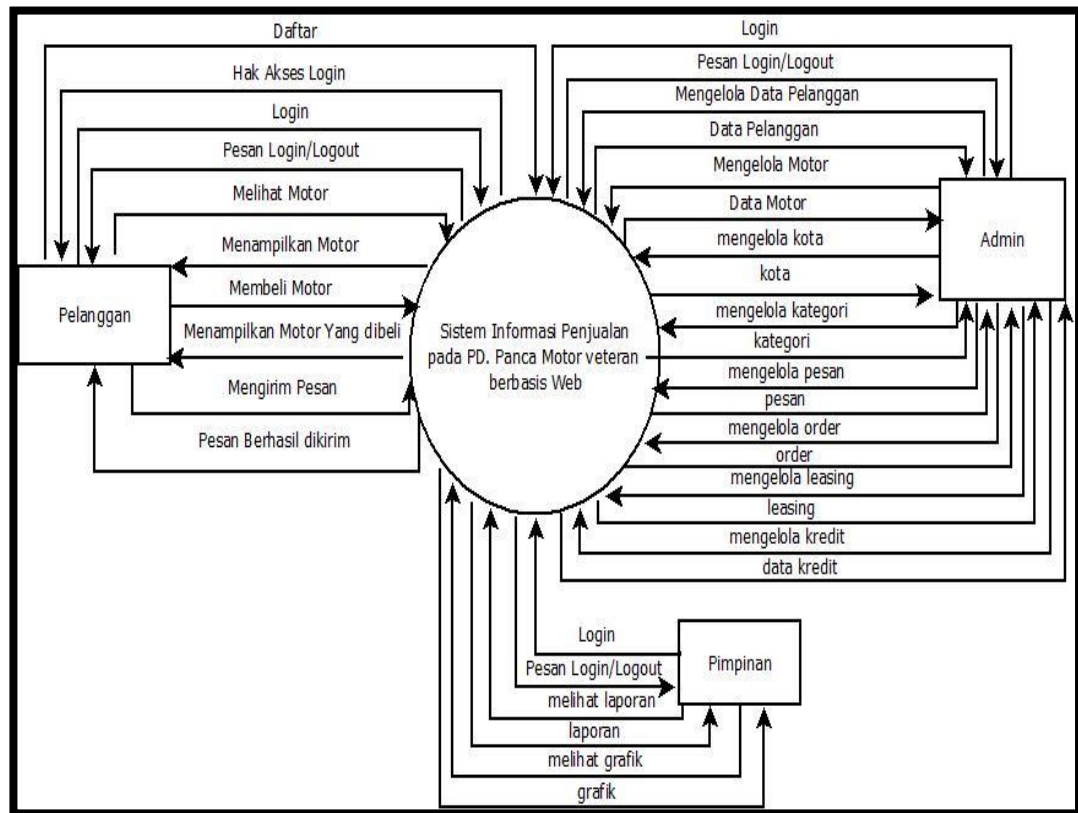 Daftar
Hak Akses Login
Login
Pesan Login/Logout
Melihat Motor
Menampilkan Motor
Membeli Motor
Menampilkan Motor Yang dibeli
Mengirim Pesan
Pesan Berhasil dikirim
Pelanggan
Sistem Informasi Penjualan
pada PD. Panca Motor veteran
berbasis Web
Login
Pesan Login/Logout
Mengelola Data Pelanggan
Data Pelanggan
Mengelola Motor
Data Motor
mengelola kota
kota
mengelola kategori
kategori
mengelola pesan
pesan
mengelola order
order
mengelola leasing
leasing
mengelola kredit
data kredit
Admin
Login
Pesan Login/Logout
melihat laporan
laporan
melihat grafik
grafik
Pimpinan